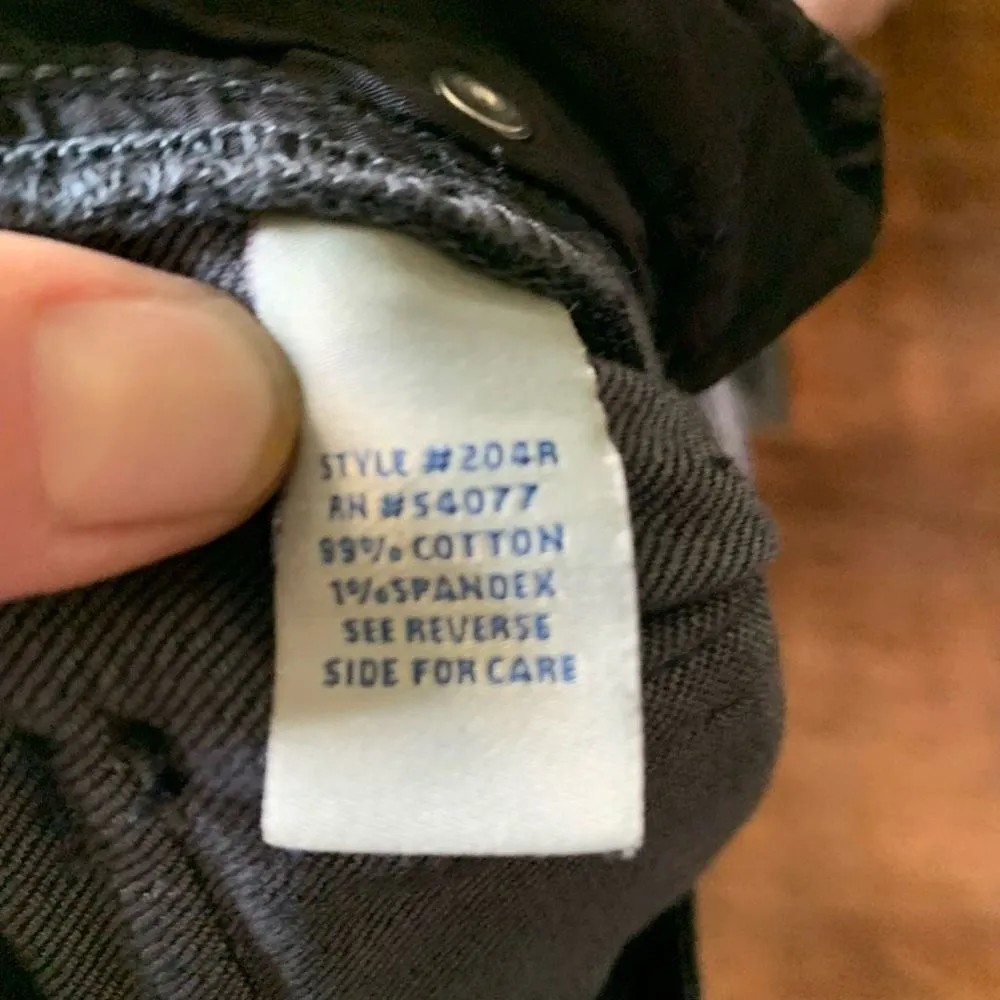 STYLE #204R
RN #54077
99% COTTON
1% SPANDEX
SEE REVERSE
SIDE FOR CARE